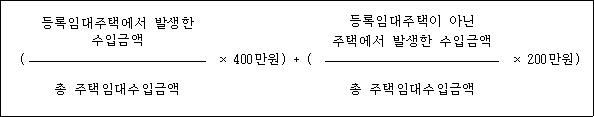 등록임대주택에서 발생한
수입금액
등록임대주택이 아닌
주택에서 발생한 수입금액
( × 400만원) + ( × 200만원)
총 주택임대수입금액
총 주택임대수입금액